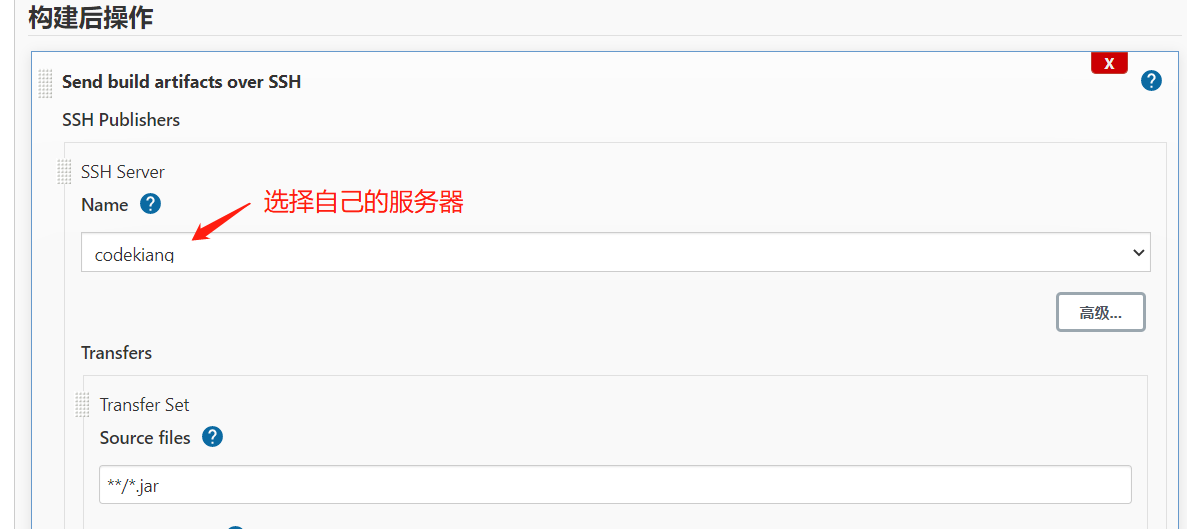 构建后操作
X
Send build artifacts over SSH
?
SSH Publishers
SSH Server
Name ?
选择自己的服务器
codekiang
高级...
Transfers
Transfer Set
Source files ?
**/*.jar